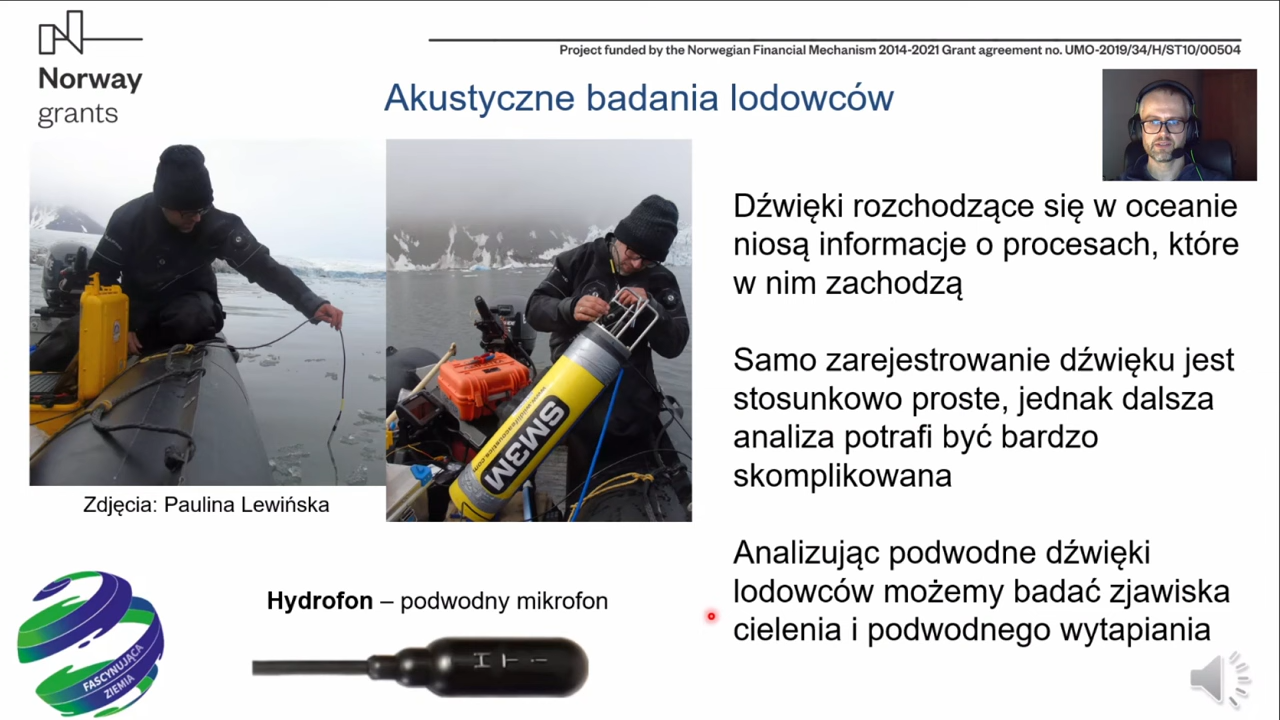 Norway
grants
Project funded by the Norwegian Financial Mechanism 2014-2021 Grant agreement no. UMO-2019/34/H/ST10/00504
Akustyczne badania lodowców
SM3M
Zdjęcia: Paulina Lewińska
Hydrofon – podwodny mikrofon
HTI
FASCYNUJĄCA
ZIEMIA
Dźwięki rozchodzące się w oceanie
niosą informacje o procesach, które
w nim zachodzą
Samo zarejestrowanie dźwięku jest
stosunkowo proste, jednak dalsza
analiza potrafi być bardzo
skomplikowana
Analizując podwodne dźwięki
lodowców możemy badać zjawiska
cielenia i podwodnego wytapiania